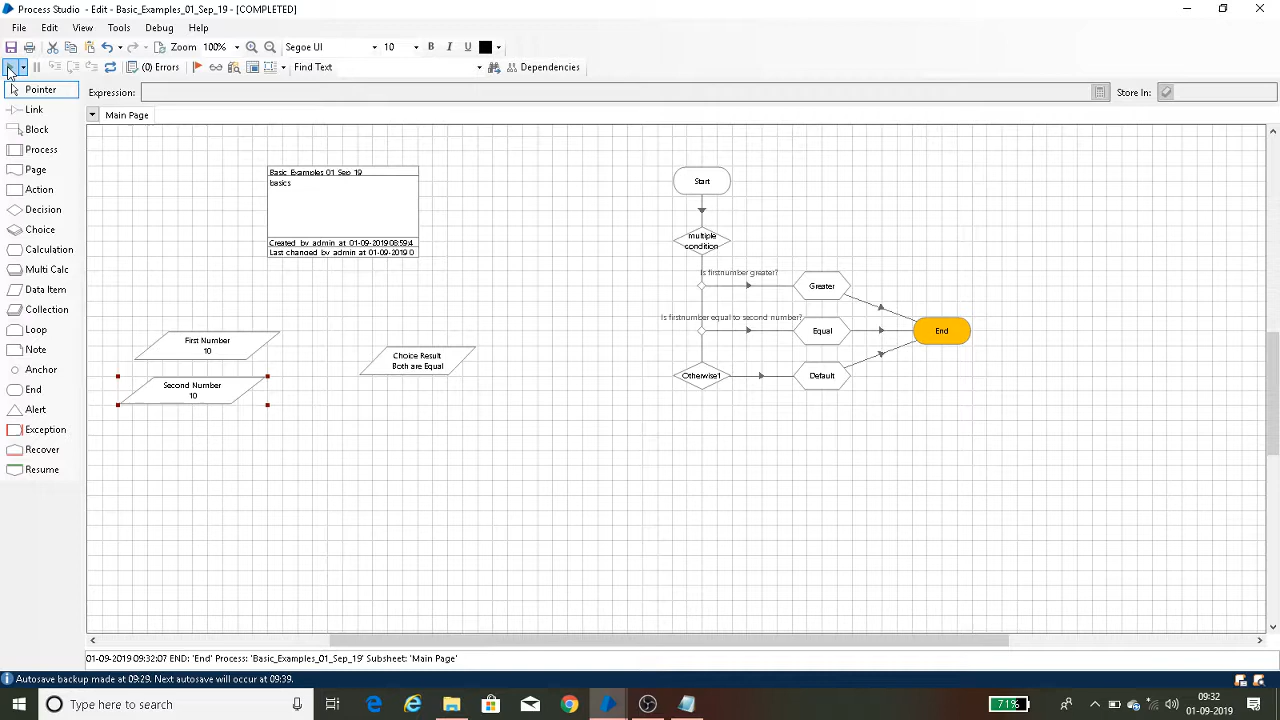 Process Studio - Edit - Basic_Examples_01_Sep_19 - [COMPLETED]
File Edit View Tools Debug Help
Zoom 100% Segoe UI 10 B I U
(0) Errors Find Text Dependencies
Expression: Store In:
Pointer
Link
Block
Process
Page
Action
Decision
Choice
Calculation
Multi Calc
Data Item
Collection
Loop
Note
Anchor
End
Alert
Exception
Recover
Resume
Main Page
Basic_Examples_01_Sep_19
basics
Created by admin at 01-09-2019 08:59:4
Last changed by admin at 01-09-2019 0
First Number
10
Second Number
10
Choice Result
Both are Equal
Start
multiple
condition
Is firstnumber greater?
Greater
Is firstnumber equal to second number?
Equal
End
Otherwise1
Default
01-09-2019 09:32:07 END: 'End' Process: 'Basic_Examples_01_Sep_19' Subsheet: 'Main Page'
Autosave backup made at 09:29. Next autosave will occur at 09:39.
Type here to search
71%
09:32
01-09-2019